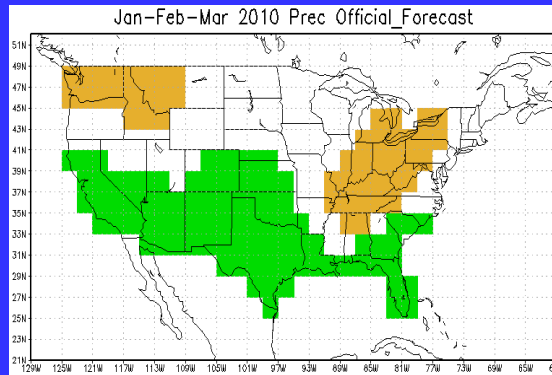 Jan-Feb-Mar 2010 Prec Official_Forecast
51N
49N
47N
45N
43N
41N
39N
37N
35N
33N
31N
29N
27N
25N
23N
21N
129W 125W 121W 117W 113W 109W 105W 101W 97W 93W 89W 85W 81W 77W 73W 69W 65W